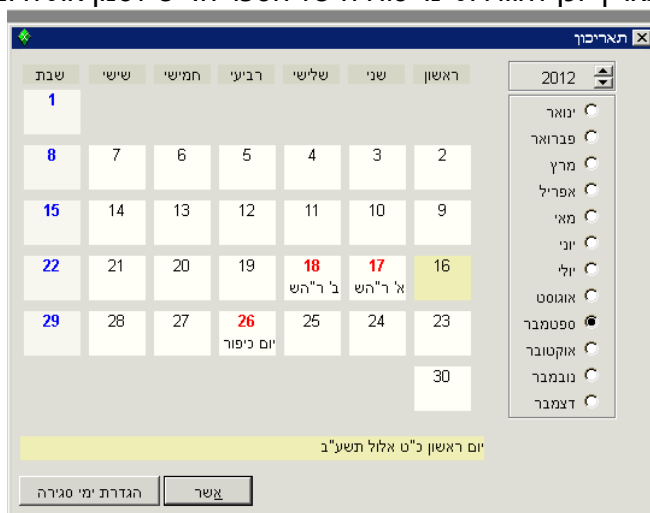 תאריכון
2012
ינואר
פברואר
מרץ
אפריל
מאי
יוני
יולי
אוגוסט
ספטמבר
אוקטובר
נובמבר
דצמבר
ראשון שני שלישי רביעי חמישי שישי שבת
1
2 3 4 5 6 7 8
9 10 11 12 13 14 15
16 17 18 19 20 21 22
א' ר"הש ב' ר"הש
23 24 25 26 27 28 29
יום כיפור
30
יום ראשון כ"ט אלול תשע"ב
אשר הגדרת ימי סגירה